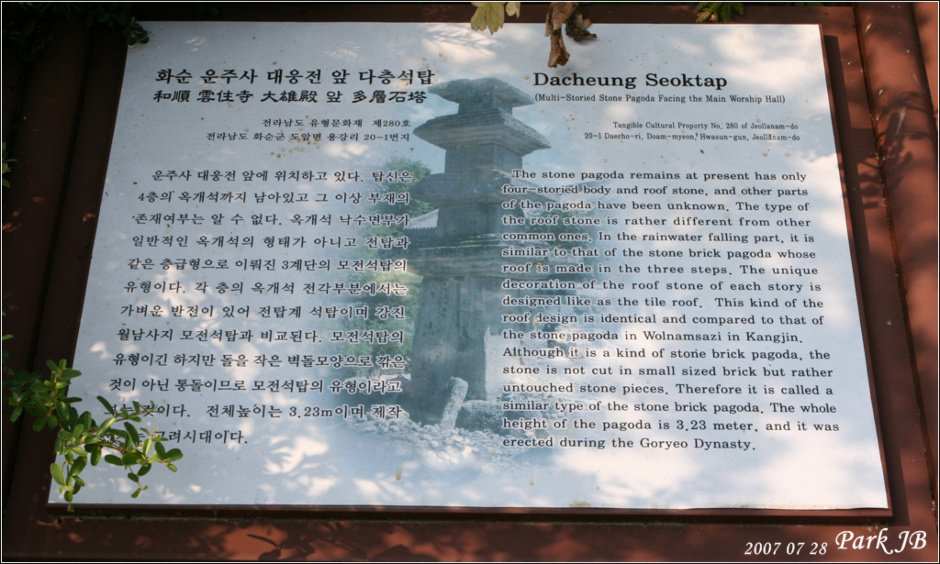 화순 운주사 대웅전 앞 다층석탑
和順 雲住寺 大雄殿 앞 多層石塔
전라남도 유형문화재 제280호
전라남도 화순군 도암면 용강리 20-1번지
운주사 대웅전 앞에 위치하고 있다. 탑신은
4층의 옥개석까지 남아있고 그 이상 부재의
존재여부는 알 수 없다. 옥개석 낙수면부가
일반적인 옥개석의 형태가 아니고 전탑과
같은 층급형으로 이뤄진 3계단의 모전석탑의
유형이다. 각 층의 옥개석 전각부분에서는
가벼운 반전이 있어 전탑계 석탑이며 강진
월남사지 모전석탑과 비교된다. 모전석탑의
유형이긴 하지만 돌을 작은 벽돌모양으로 깎은
것이 아닌 통돌이므로 모전석탑의 유형이라고
것이다. 전체높이는 3.23m이며 제작
고려시대이다.
Dacheung Seoktap
(Multi-Storied Stone Pagoda Facing the Main Worship Hall)
Tangible Cultural Property No. 280 of Jeollanam-do
20-1 Daecho-ri, Doam-myeon, Hwasun-gun, Jeollanam-do
The stone pagoda remains at present has only
four-storied body and roof stone, and other parts
of the pagoda have been unknown. The type of
the roof stone is rather different from other
common ones. In the rainwater falling part, it is
similar to that of the stone brick pagoda whose
roof is made in the three steps. The unique
decoration of the roof stone of each story is
designed like as the tile roof. This kind of the
roof design is identical and compared to that of
the stone pagoda in Wolnamsazi in Kangjin.
Although it is a kind of stone brick pagoda, the
stone is not cut in small sized brick but rather
untouched stone pieces. Therefore it is called a
similar type of the stone brick pagoda. The whole
height of the pagoda is 3.23 meter, and it was
erected during the Goryeo Dynasty.
2007 07 28 Park JB